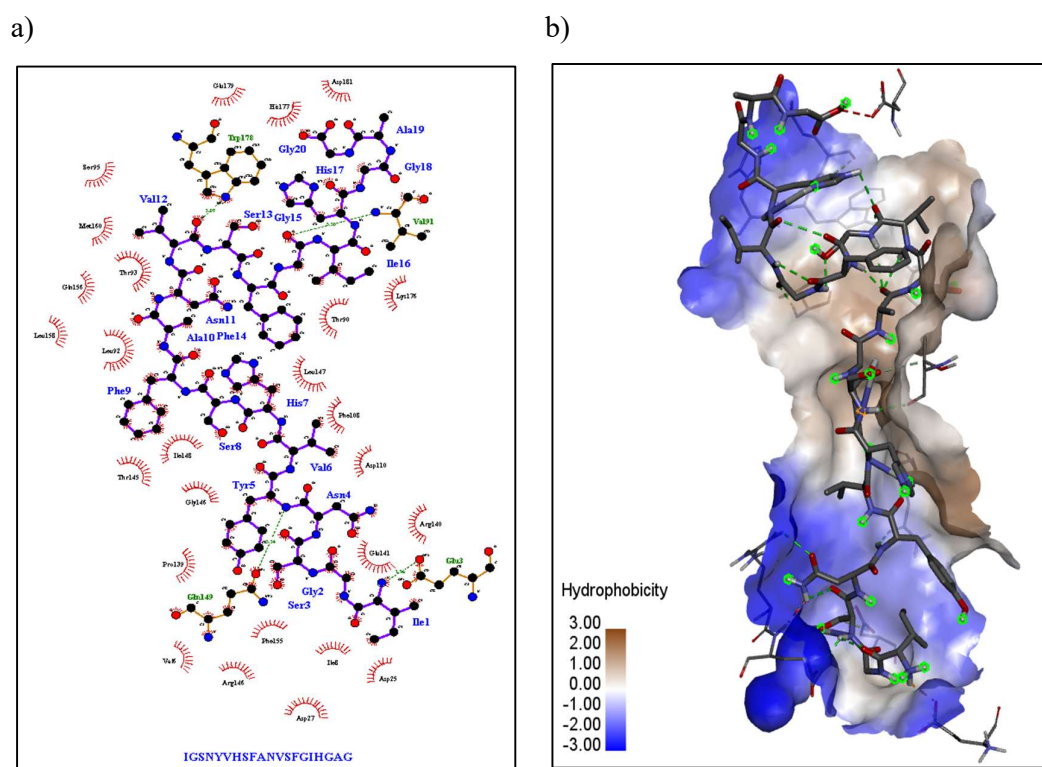 a)
b)
Asp181
Glu179
His177
Ala19
Trp178
Gly20
Gly18
His17
Ser95
Val12
Ser13
Gly15
Val91
Met160
Ile16
Thr93
Lys176
Gln156
Thr90
Asn11
Leu158
Ala10
Phe14
Leu92
Leu147
Phe9
His7
Phe108
Ser8
Ile148
Val6
Asp110
Thr145
Tyr5
Gly146
Asn4
Arg140
Glu141
Pro139
Glu3
Gly2
Gln149
Ser3
Ile1
Phe155
Ile8
Arg146
Asp25
Asp27
IGSNYVHSFANVSFGIHGAG
Hydrophobicity
3.00
2.00
1.00
0.00
-1.00
-2.00
-3.00